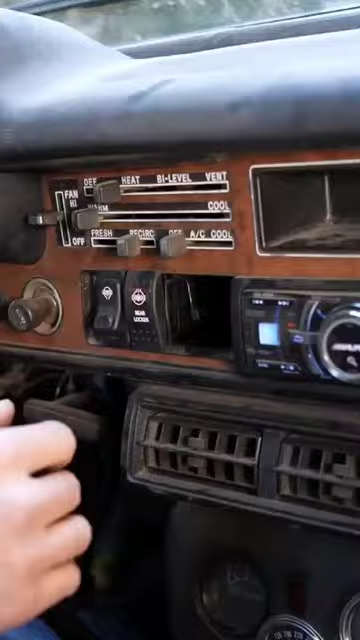 DEF HEAT BI-LEVEL VENT
FAN
HI
WARM COOL
OFF
FRESH RECIRC OFF A/C COOL
REAR
LOCKER